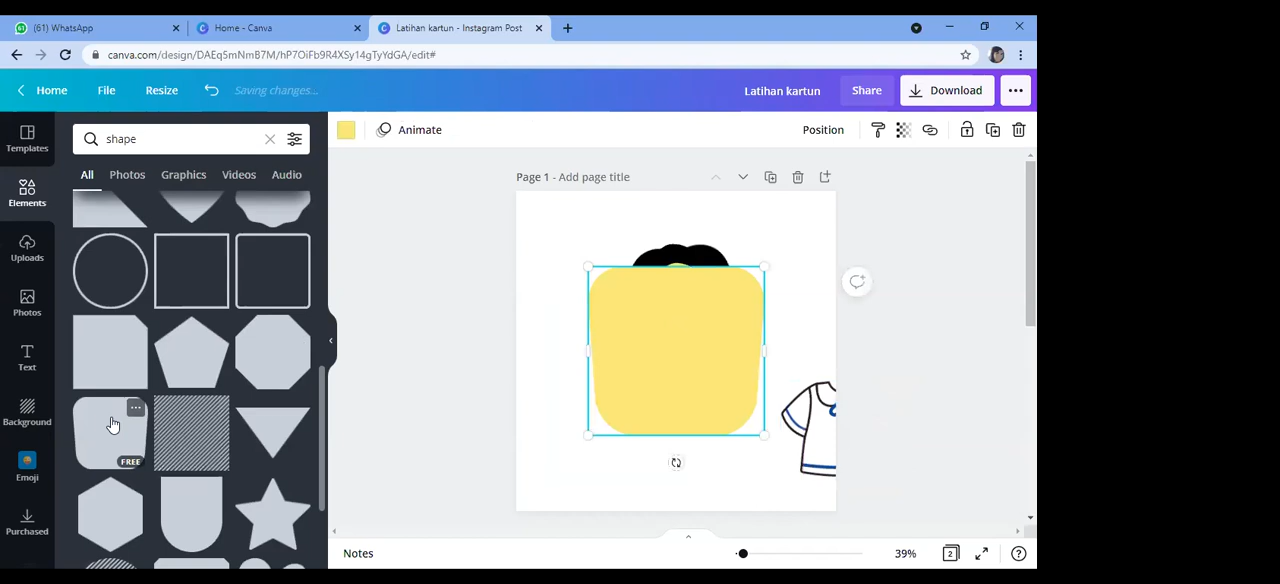 (61) WhatsApp
Home - Canva
Latihan kartun - Instagram Post
canva.com/design/DAEq5mNmB7M/hP7OiFb9R4XSy14gTyYdGA/edit#
Home
File
Resize
Saving changes...
Latihan kartun
Share
Download
Templates
shape
Animate
Position
Elements
All
Photos
Graphics
Videos
Audio
Page 1 - Add page title
Uploads
Photos
Text
Background
FREE
Emoji
Purchased
Notes
39%
2